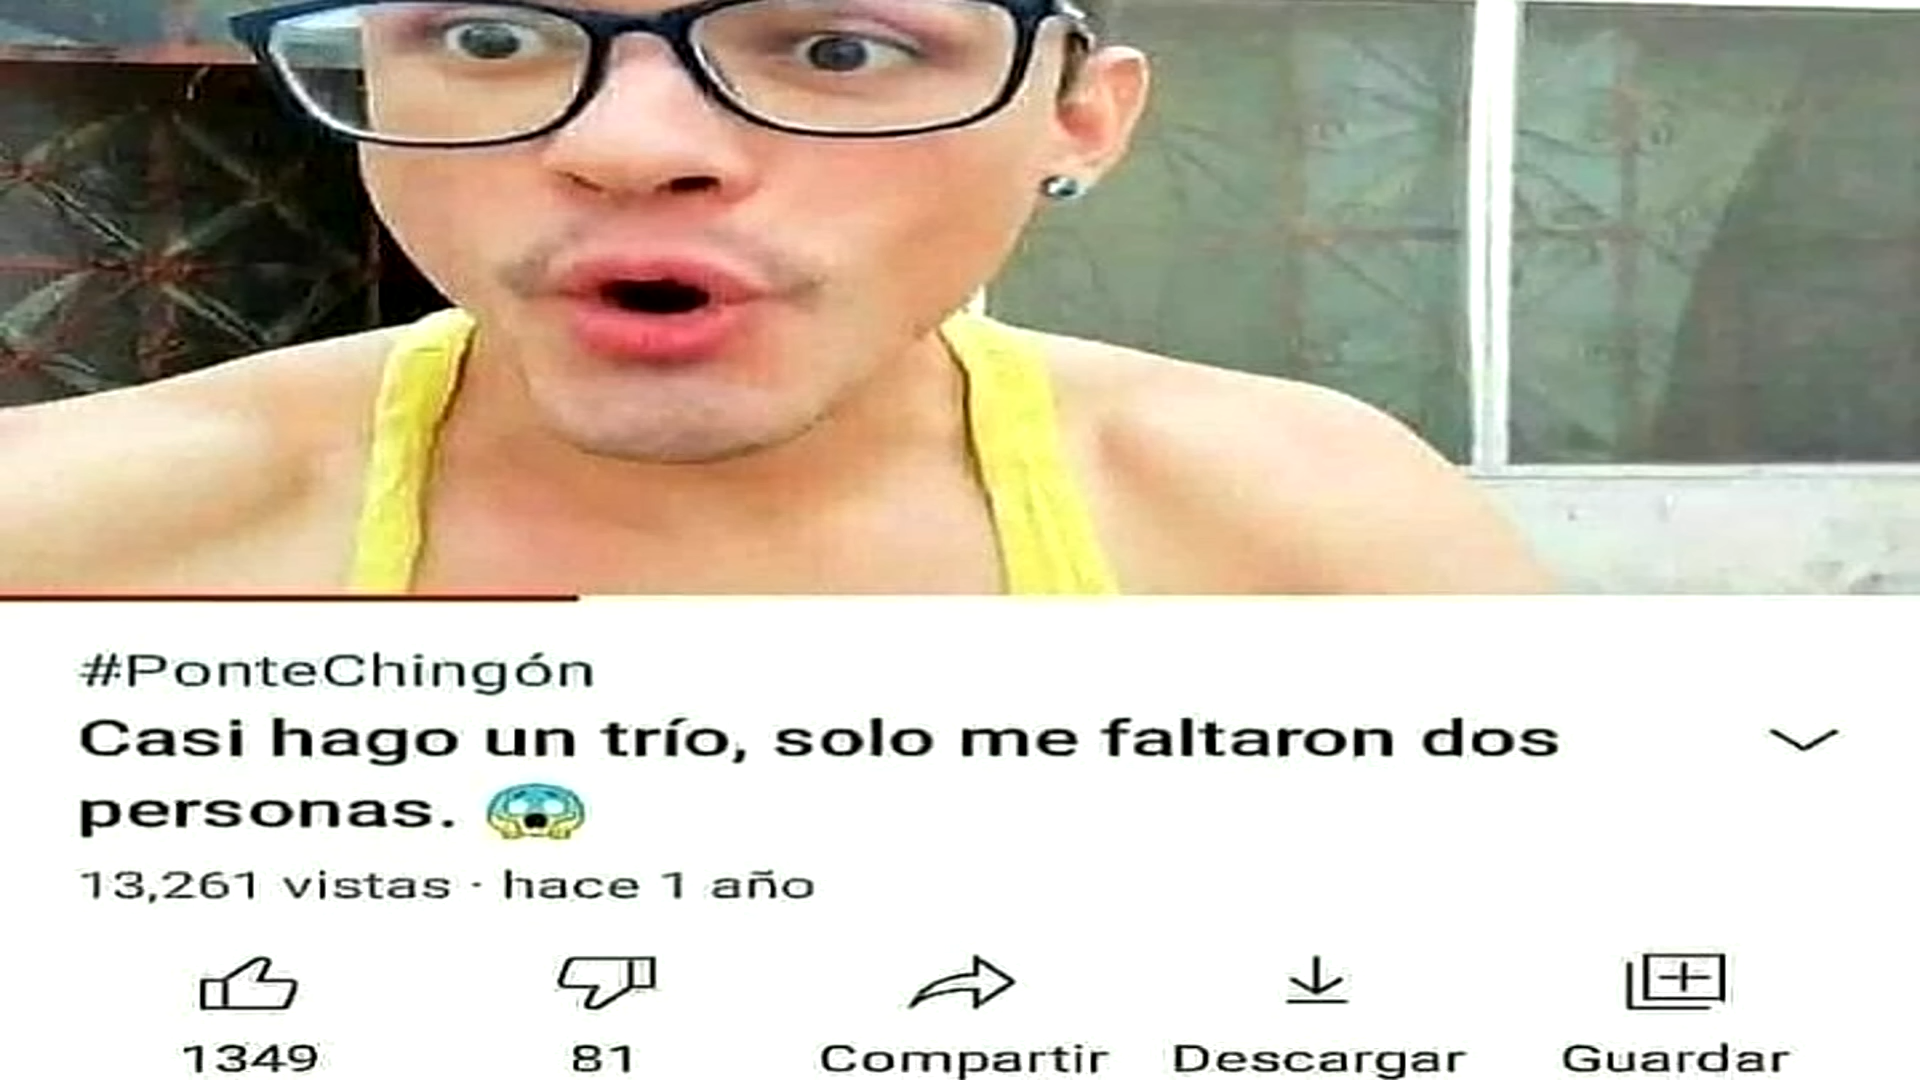 #PonteChingón
Casi hago un trío, solo me faltaron dos
personas. 😱
13,261 vistas · hace 1 año
1349 81 Compartir Descargar Guardar